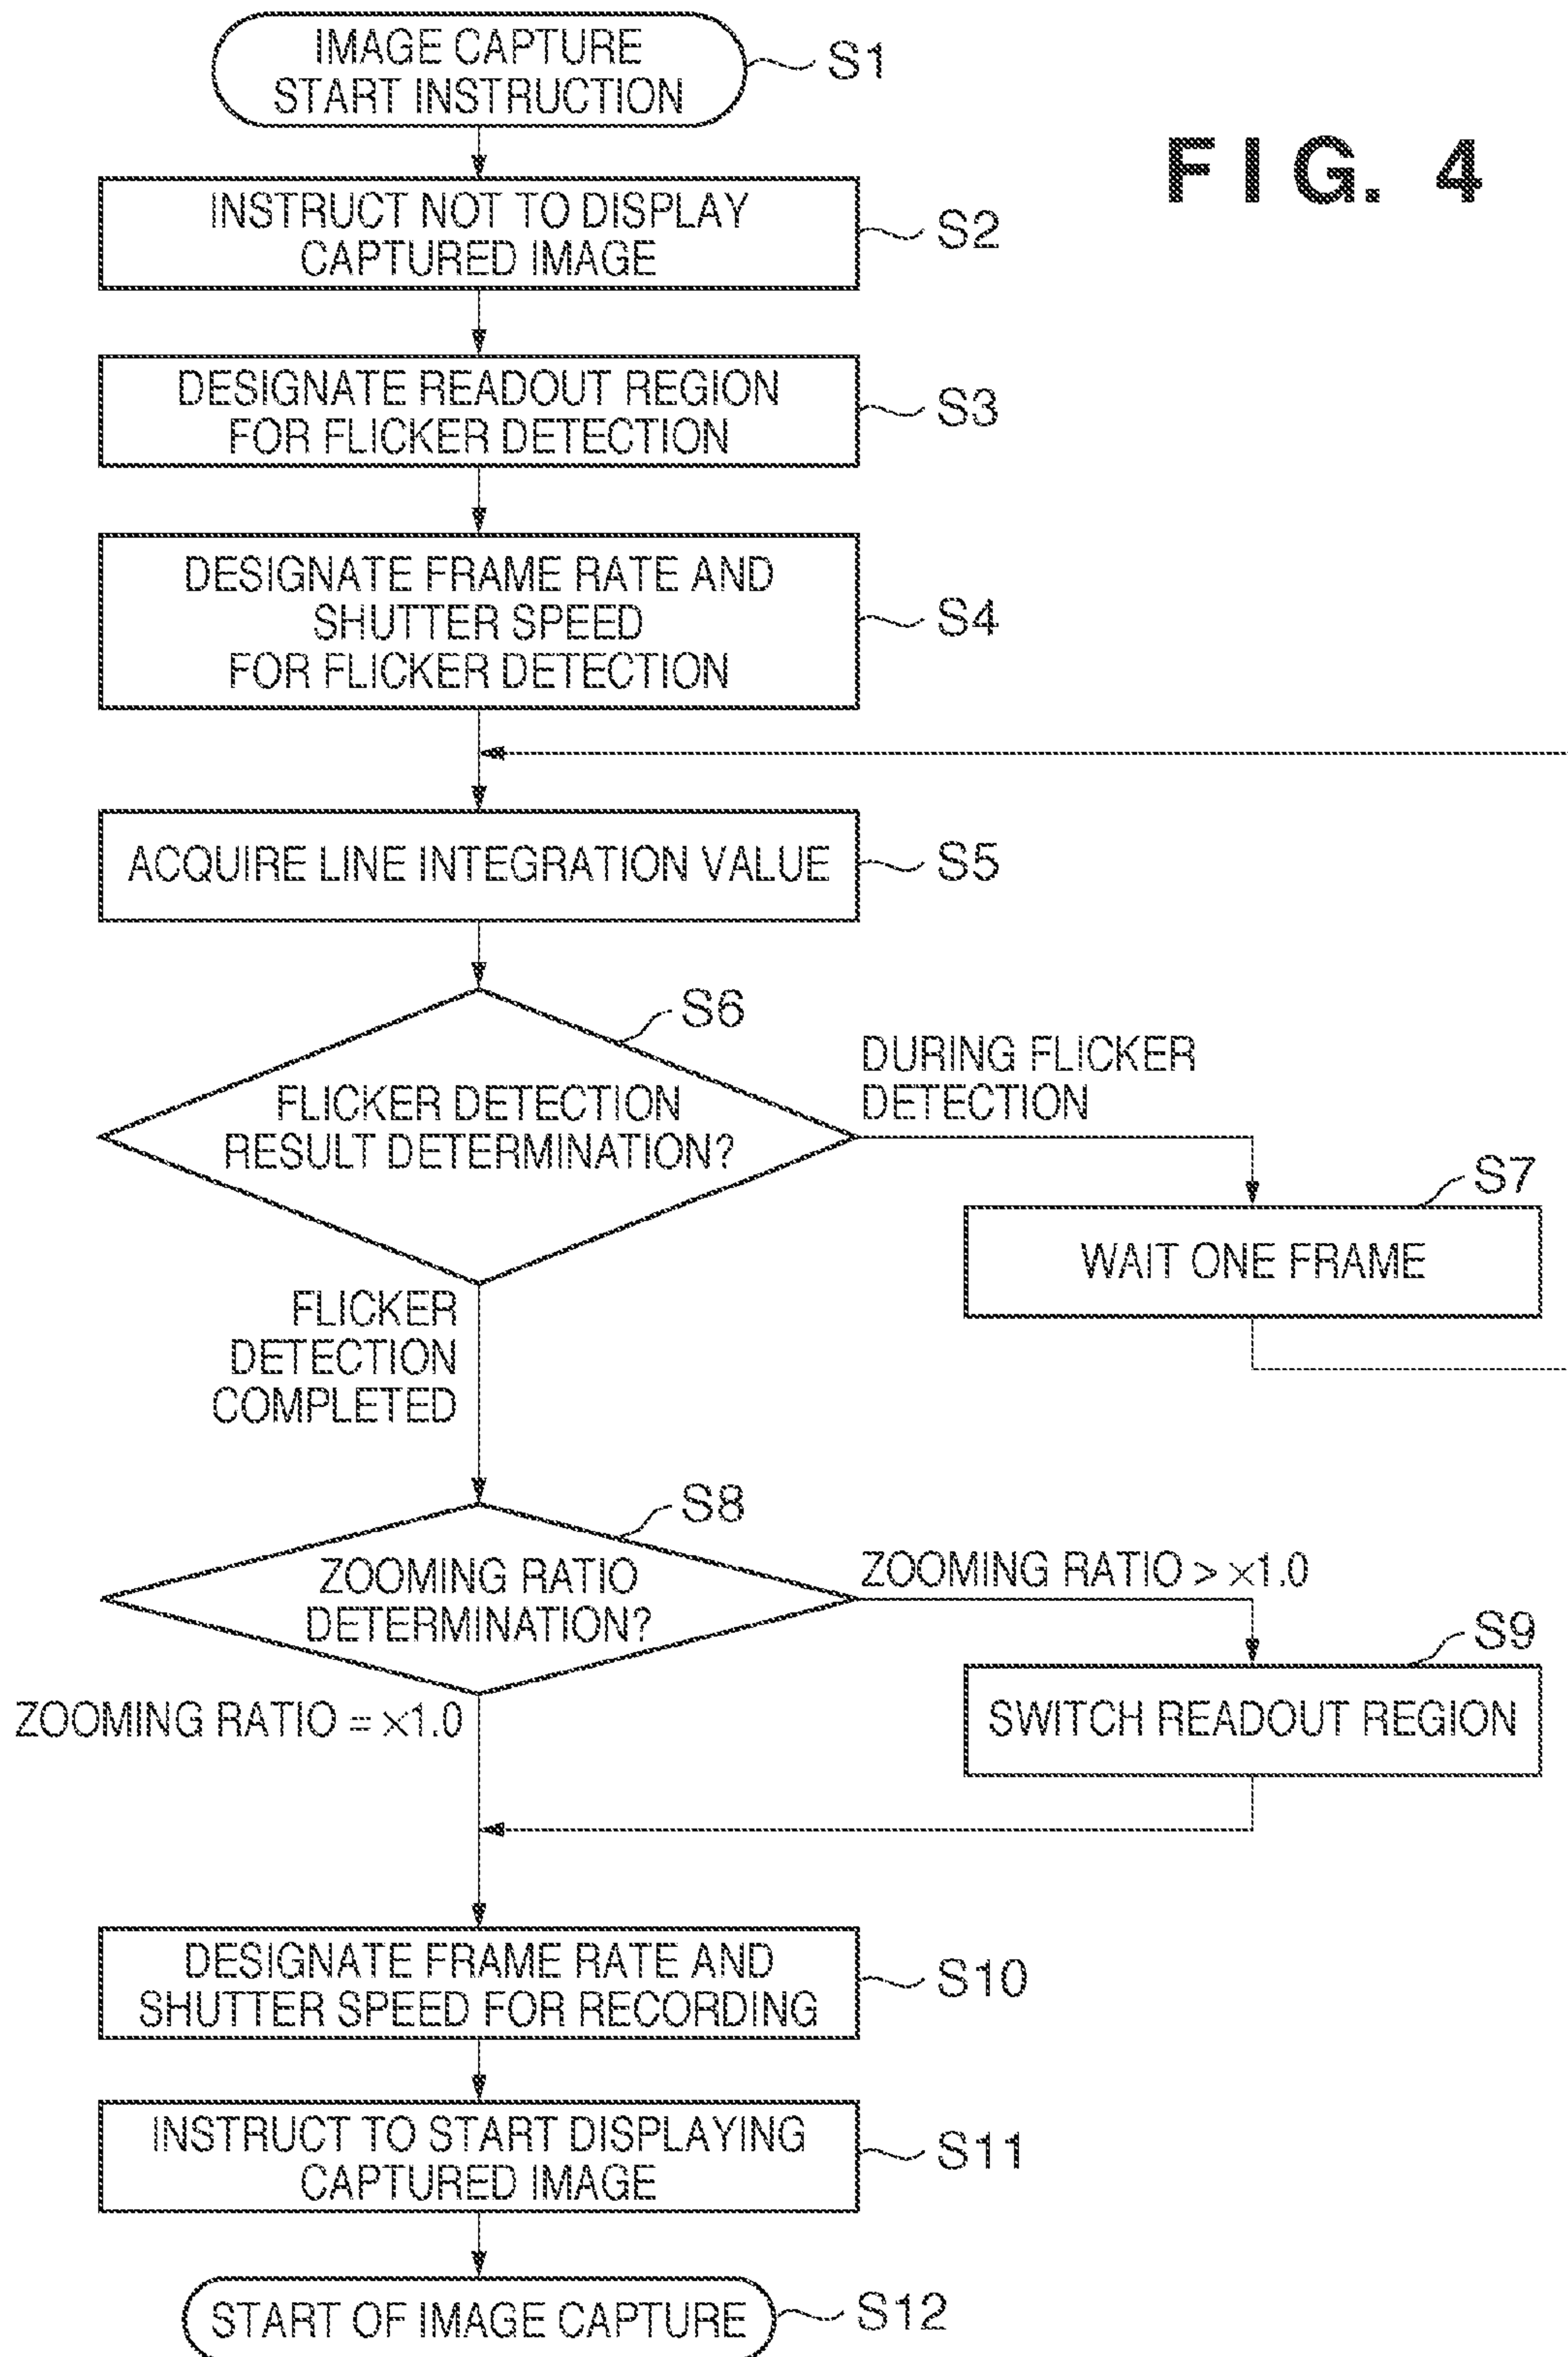 IMAGE CAPTURE
START INSTRUCTION
S1
FIG. 4
INSTRUCT NOT TO DISPLAY
CAPTURED IMAGE
S2
DESIGNATE READOUT REGION
FOR FLICKER DETECTION
S3
DESIGNATE FRAME RATE AND
SHUTTER SPEED
FOR FLICKER DETECTION
S4
ACQUIRE LINE INTEGRATION VALUE
S5
S6
FLICKER DETECTION
RESULT DETERMINATION?
DURING FLICKER
DETECTION
S7
WAIT ONE FRAME
FLICKER
DETECTION
COMPLETED
S8
ZOOMING RATIO
DETERMINATION?
ZOOMING RATIO > ×1.0
S9
SWITCH READOUT REGION
ZOOMING RATIO = ×1.0
DESIGNATE FRAME RATE AND
SHUTTER SPEED FOR RECORDING
S10
INSTRUCT TO START DISPLAYING
CAPTURED IMAGE
S11
START OF IMAGE CAPTURE
S12